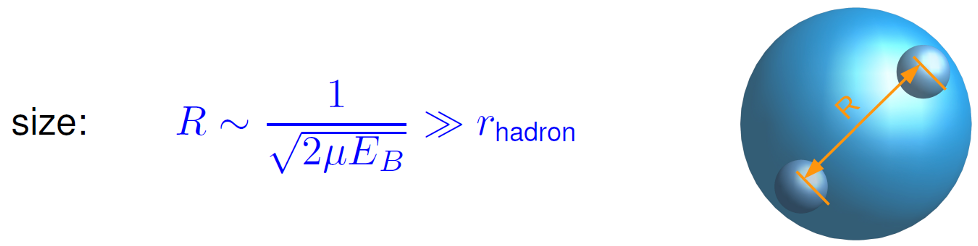 size: R ∼ 1/√(2μE_B) ≫ r_hadron
R